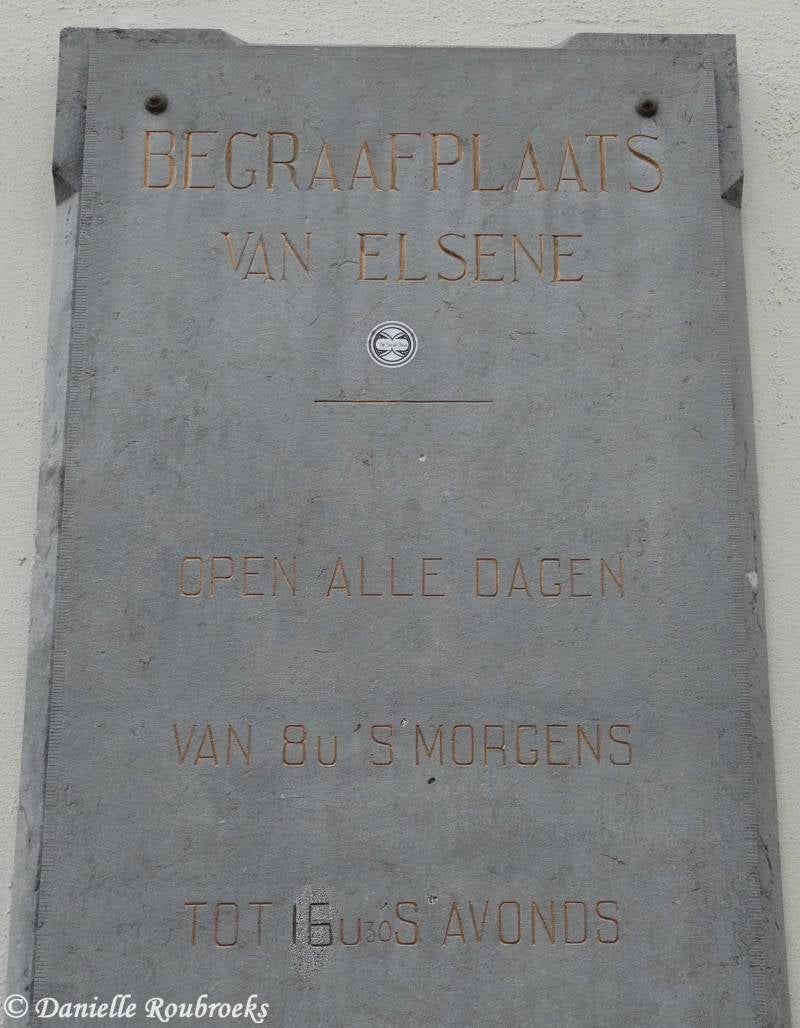 BEGRAAFPLAATS
VAN ELSENE
OPEN ALLE DAGEN
VAN 8U 'S MORGENS
TOT 16U30 'S AVONDS
© Danielle Roubroeks